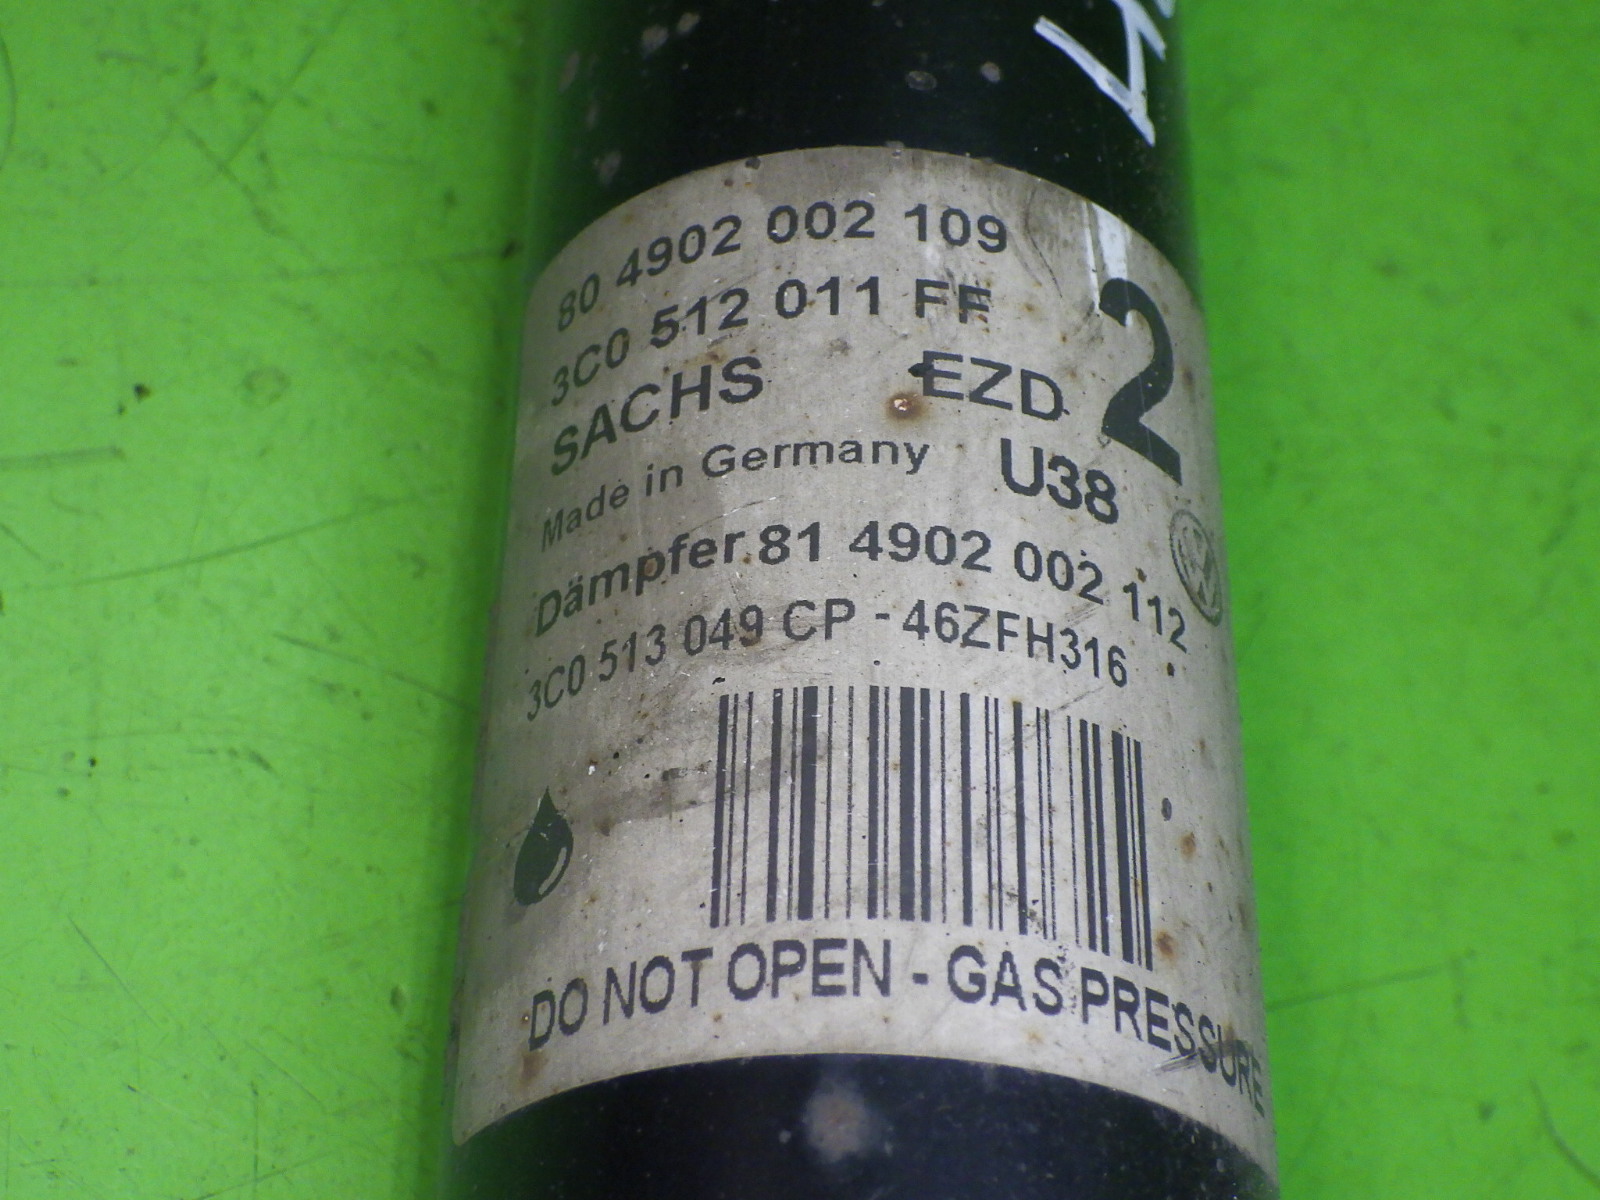 80 4902 002 109
3C0 512 011 FF
2
SACHS EZD
Made in Germany U38
Dämpfer 81 4902 002 112
3C0 513 049 CP - 46ZFH316
DO NOT OPEN - GAS PRESSURE